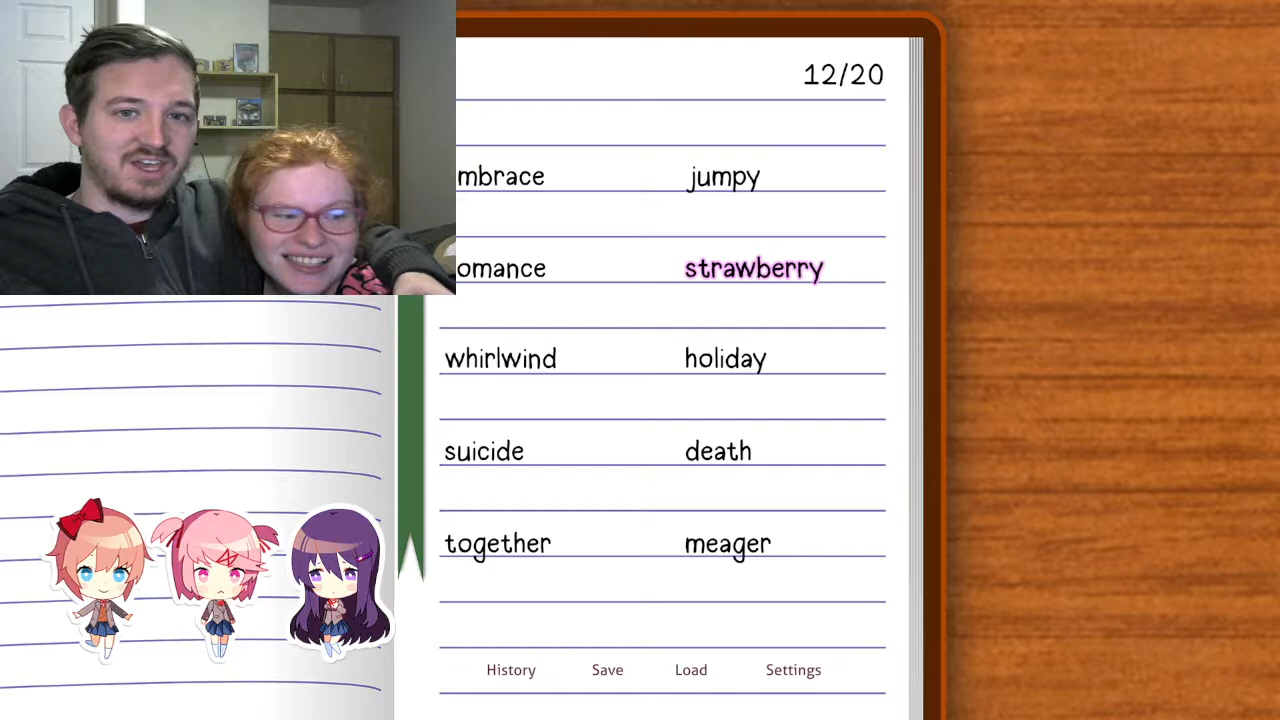 12/20
mbrace jumpy
omance strawberry
whirlwind holiday
suicide death
together meager
History Save Load Settings